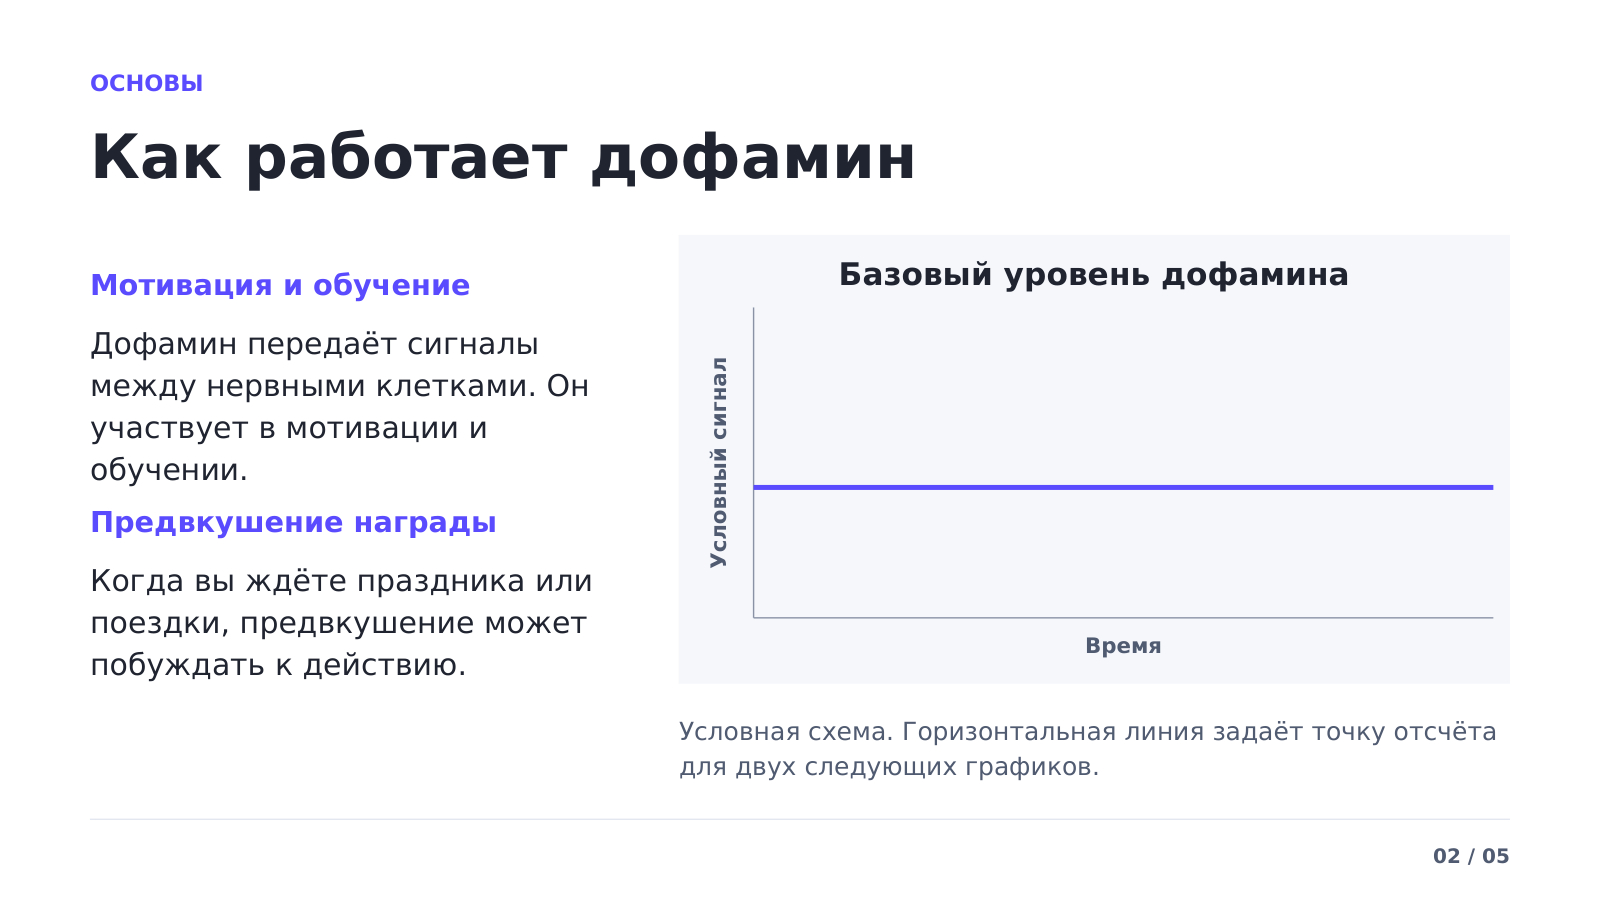 ОСНОВЫ
Как работает дофамин
Мотивация и обучение
Дофамин передаёт сигналы
между нервными клетками. Он
участвует в мотивации и
обучении.
Предвкушение награды
Когда вы ждёте праздника или
поездки, предвкушение может
побуждать к действию.
Базовый уровень дофамина
Условный сигнал
Время
Условная схема. Горизонтальная линия задаёт точку отсчёта
для двух следующих графиков.
02 / 05